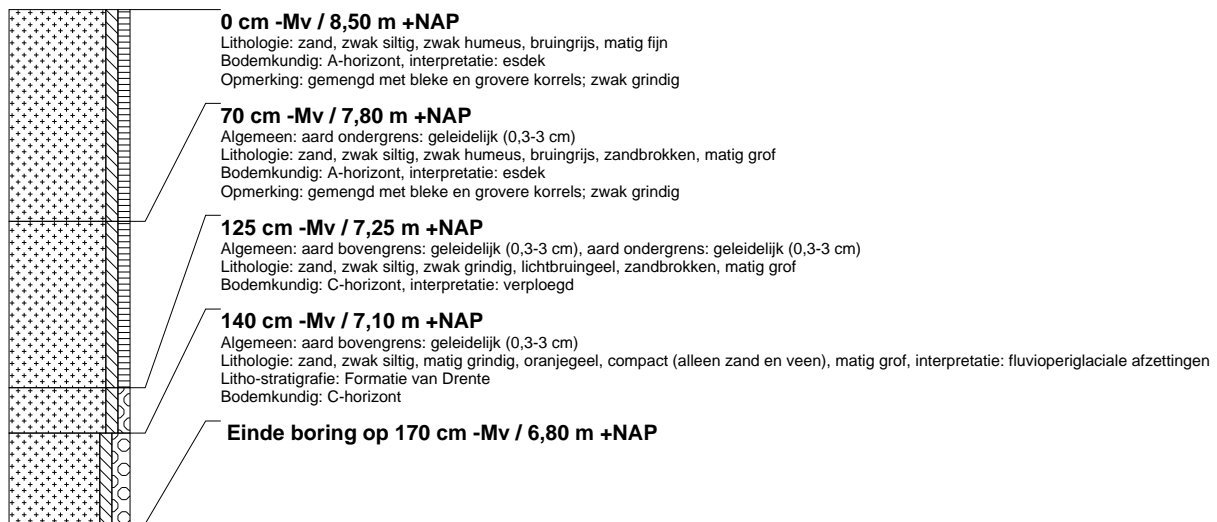 0 cm -Mv / 8,50 m +NAP
Lithologie: zand, zwak siltig, zwak humeus, bruingrijs, matig fijn
Bodemkundig: A-horizont, interpretatie: esdek
Opmerking: gemengd met bleke en grovere korrels; zwak grindig
70 cm -Mv / 7,80 m +NAP
Algemeen: aard ondergrens: geleidelijk (0,3-3 cm)
Lithologie: zand, zwak siltig, zwak humeus, bruingrijs, zandbrokken, matig grof
Bodemkundig: A-horizont, interpretatie: esdek
Opmerking: gemengd met bleke en grovere korrels; zwak grindig
125 cm -Mv / 7,25 m +NAP
Algemeen: aard bovengrens: geleidelijk (0,3-3 cm), aard ondergrens: geleidelijk (0,3-3 cm)
Lithologie: zand, zwak siltig, zwak grindig, lichtbruingeel, zandbrokken, matig grof
Bodemkundig: C-horizont, interpretatie: verploegd
140 cm -Mv / 7,10 m +NAP
Algemeen: aard bovengrens: geleidelijk (0,3-3 cm)
Lithologie: zand, zwak siltig, matig grindig, oranjegeel, compact (alleen zand en veen), matig grof, interpretatie: fluvioperiglaciale afzettingen
Litho-stratigrafie: Formatie van Drente
Bodemkundig: C-horizont
Einde boring op 170 cm -Mv / 6,80 m +NAP